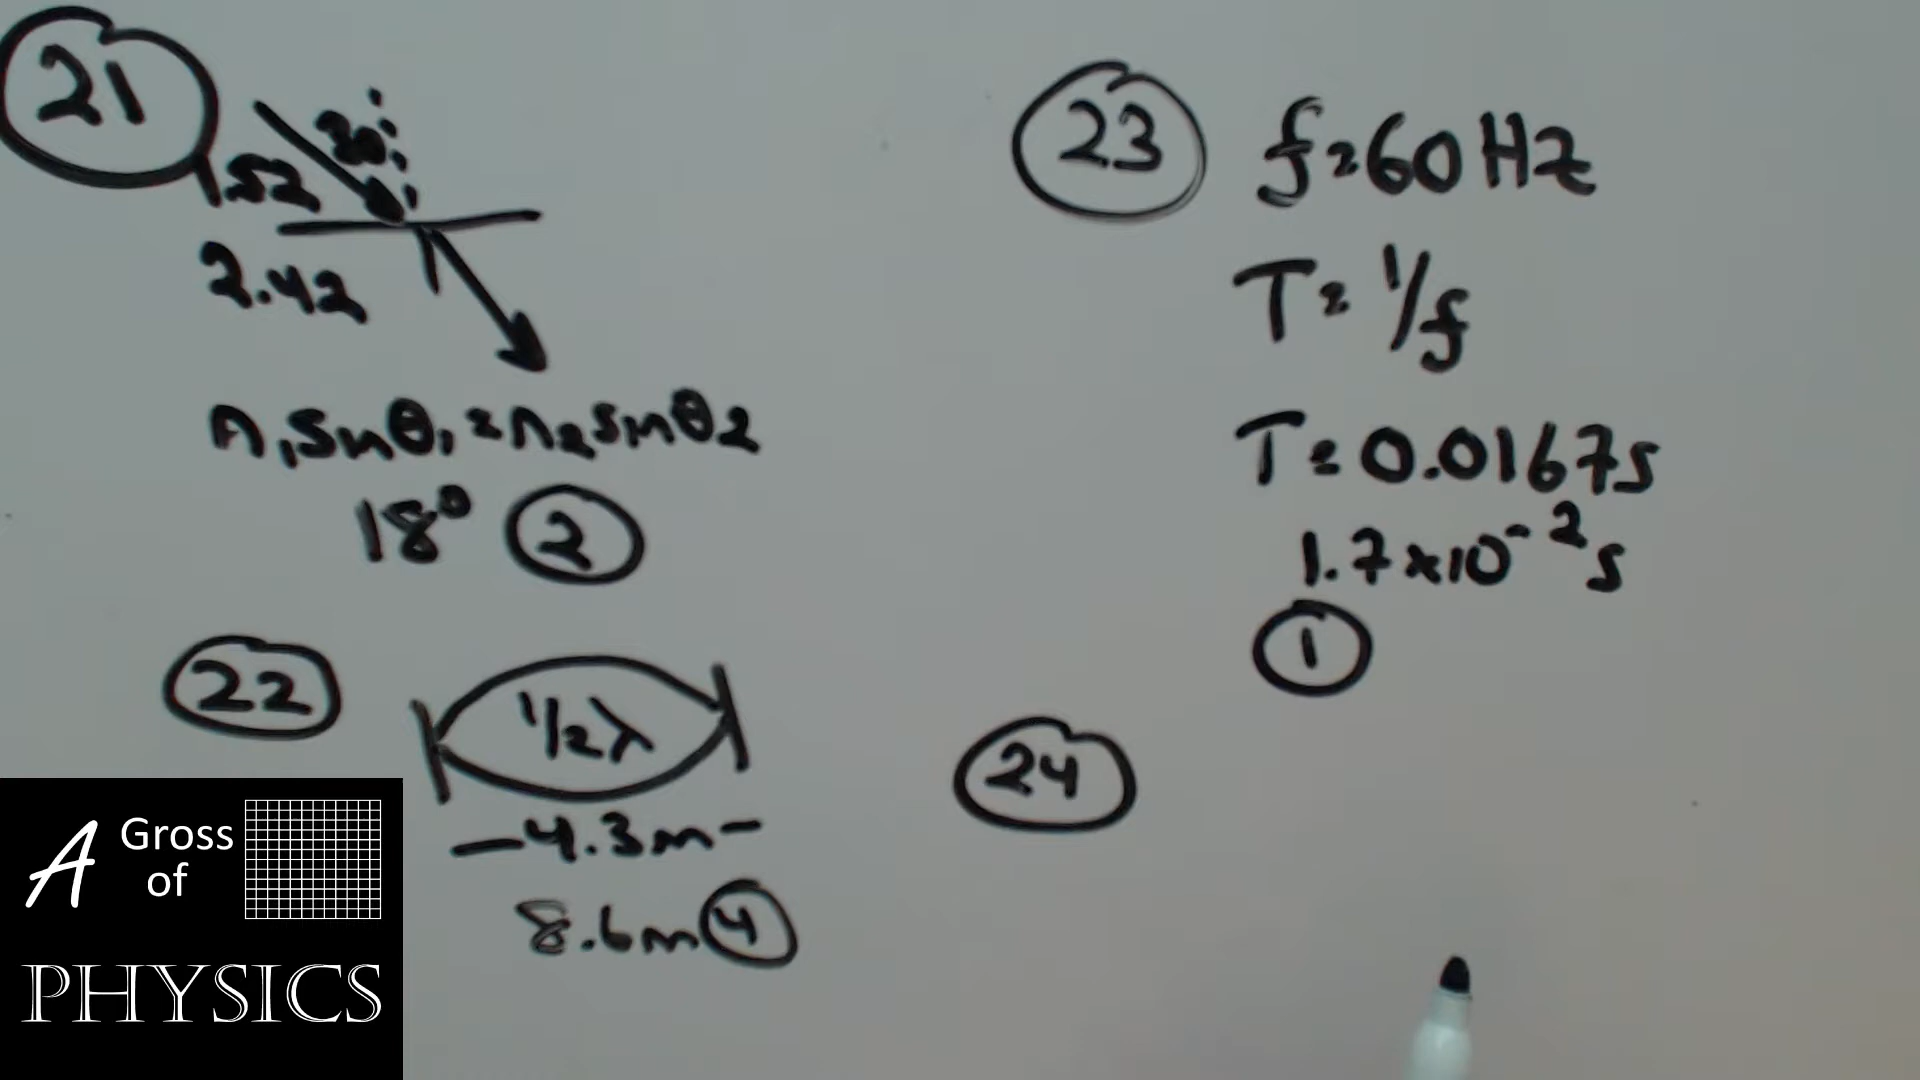 21
30
1.52
2.42
n₁sinθ₁=n₂sinθ₂
18° 2
22
1/2λ
-4.3m-
8.6m 4
23 f=60Hz
T=1/f
T=0.0167s
1.7x10⁻²s
1
24
A Gross
of
PHYSICS